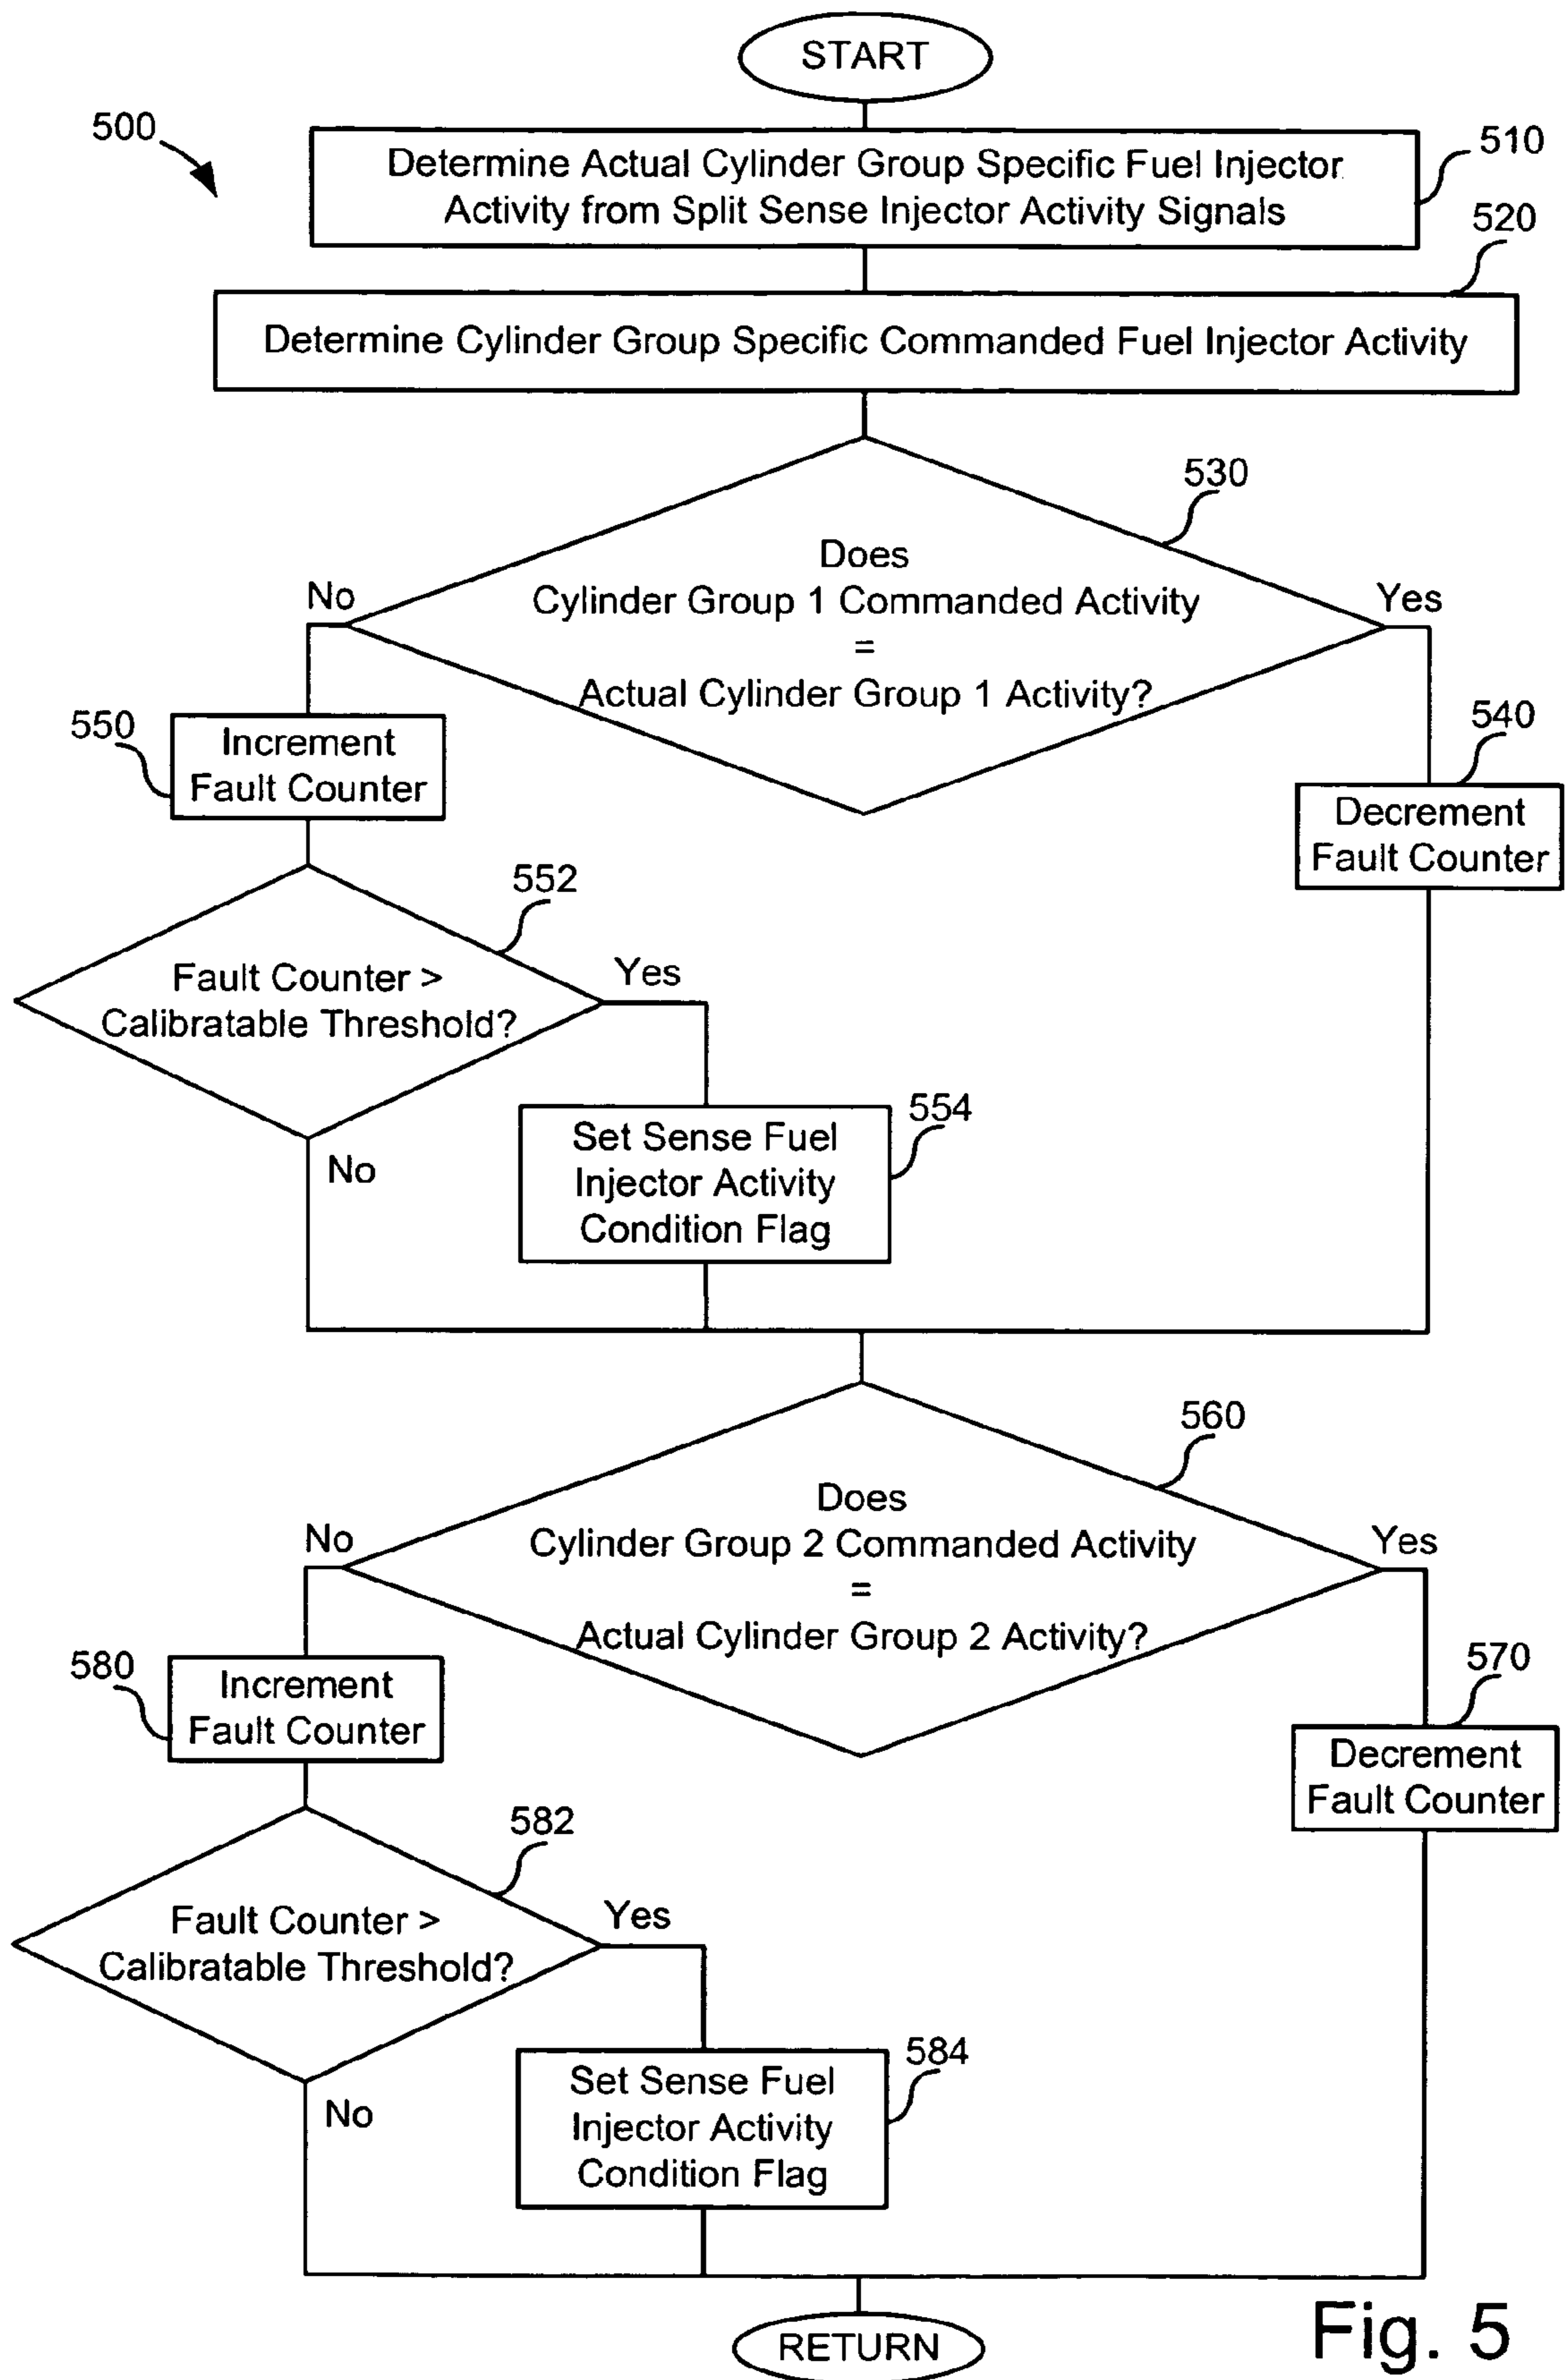 START
500
Determine Actual Cylinder Group Specific Fuel Injector
Activity from Split Sense Injector Activity Signals
510
520
Determine Cylinder Group Specific Commanded Fuel Injector Activity
530
Does
Cylinder Group 1 Commanded Activity
=
Actual Cylinder Group 1 Activity?
No
Yes
550
Increment
Fault Counter
540
Decrement
Fault Counter
552
Fault Counter >
Calibratable Threshold?
Yes
No
554
Set Sense Fuel
Injector Activity
Condition Flag
560
Does
Cylinder Group 2 Commanded Activity
=
Actual Cylinder Group 2 Activity?
No
Yes
580
Increment
Fault Counter
570
Decrement
Fault Counter
582
Fault Counter >
Calibratable Threshold?
Yes
No
584
Set Sense Fuel
Injector Activity
Condition Flag
RETURN
Fig. 5